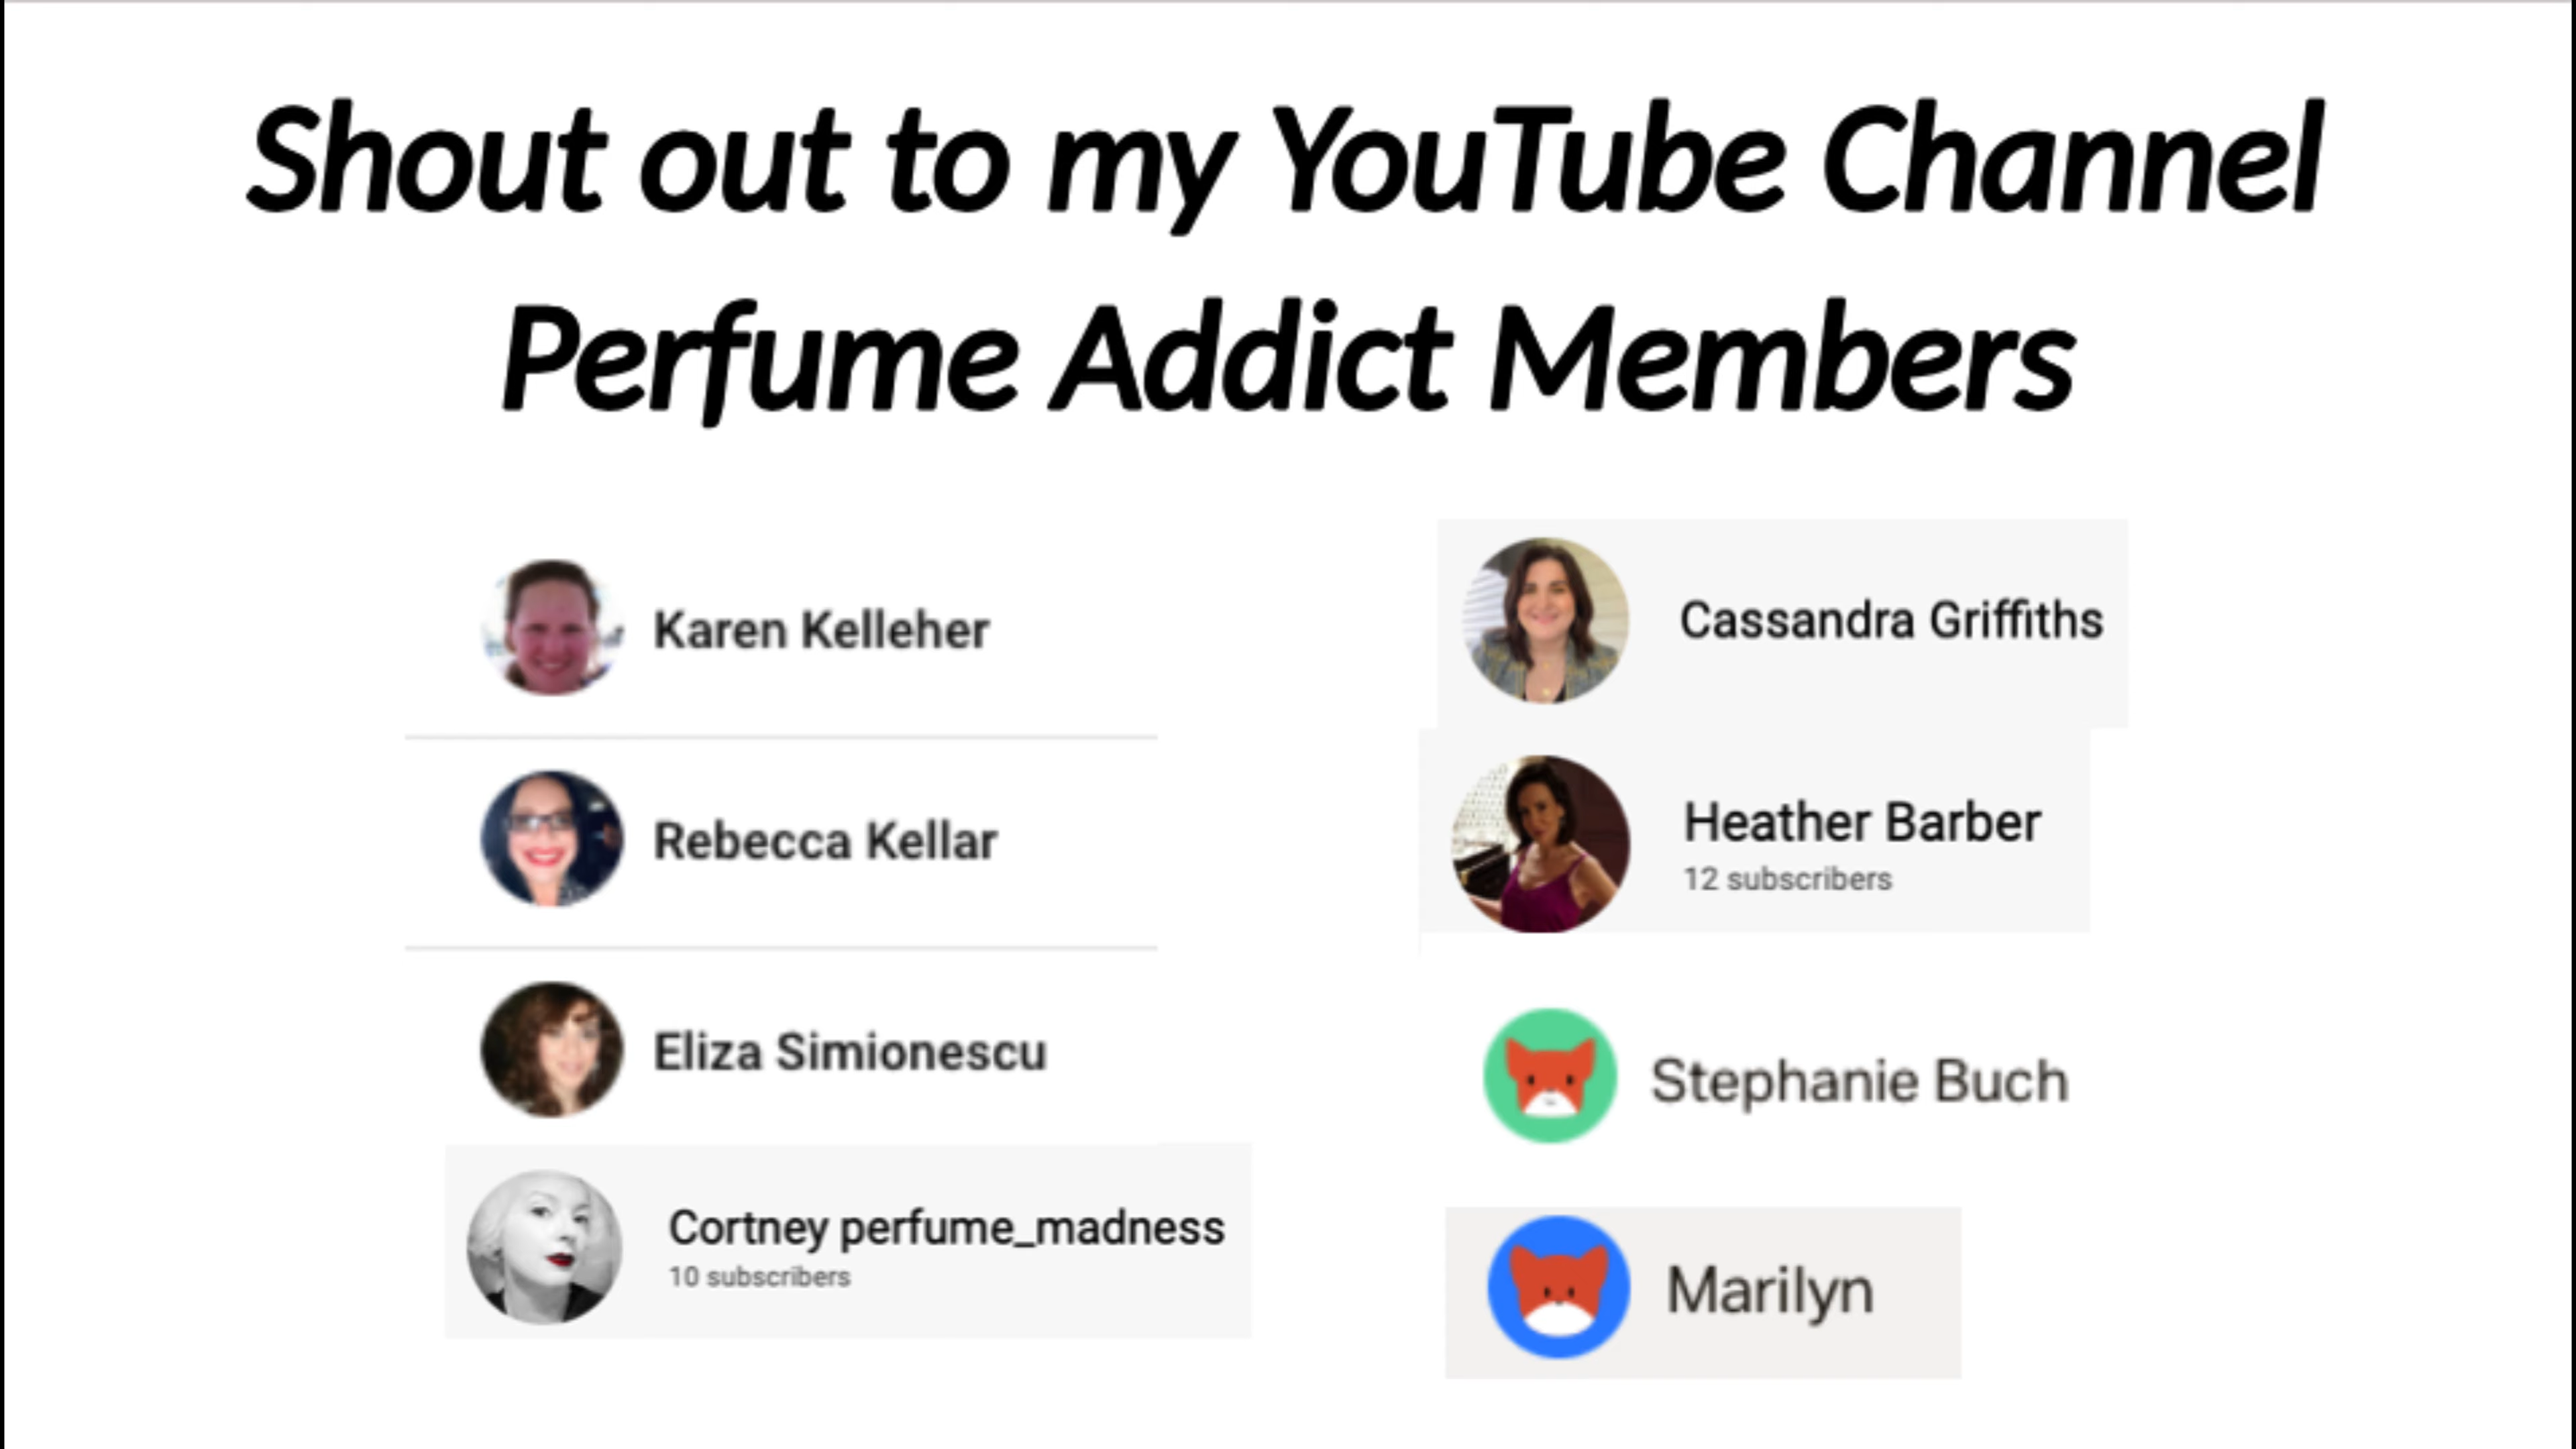 Shout out to my YouTube Channel
Perfume Addict Members
Karen Kelleher
Rebecca Kellar
Eliza Simionescu
Cortney perfume_madness
10 subscribers
Cassandra Griffiths
Heather Barber
12 subscribers
Stephanie Buch
Marilyn